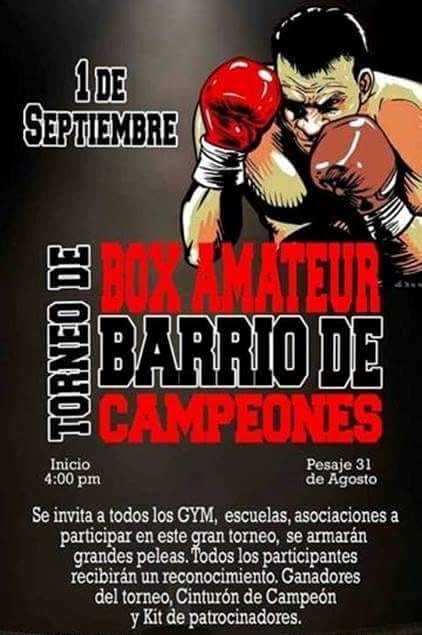 1 DE
SEPTIEMBRE
TORNEO DE
BOX AMATEUR
BARRIO DE
CAMPEONES
Inicio
4:00 pm
Pesaje 31
de Agosto
Se invita a todos los GYM, escuelas, asociaciones a
participar en este gran torneo, se armarán
grandes peleas. Todos los participantes
recibirán un reconocimiento. Ganadores
del torneo, Cinturón de Campeón
y Kit de patrocinadores.